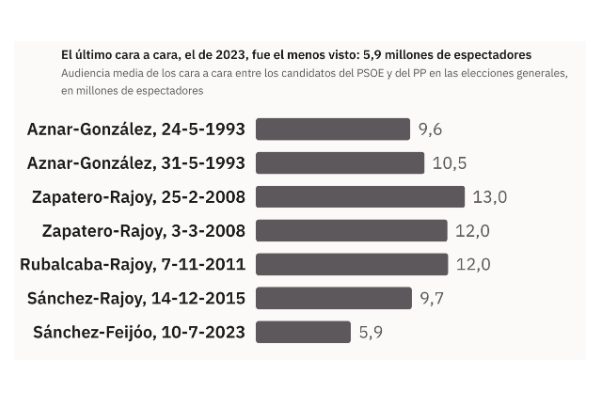 El último cara a cara, el de 2023, fue el menos visto: 5,9 millones de espectadores
Audiencia media de los cara a cara entre los candidatos del PSOE y del PP en las elecciones generales,
en millones de espectadores
Aznar-González, 24-5-1993 9,6
Aznar-González, 31-5-1993 10,5
Zapatero-Rajoy, 25-2-2008 13,0
Zapatero-Rajoy, 3-3-2008 12,0
Rubalcaba-Rajoy, 7-11-2011 12,0
Sánchez-Rajoy, 14-12-2015 9,7
Sánchez-Feijóo, 10-7-2023 5,9